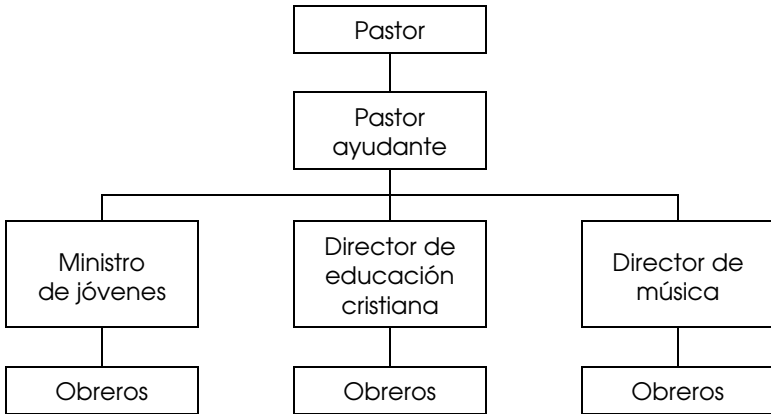 Pastor
Pastor
ayudante
Ministro
de jóvenes
Director de
educación
cristiana
Director de
música
Obreros
Obreros
Obreros